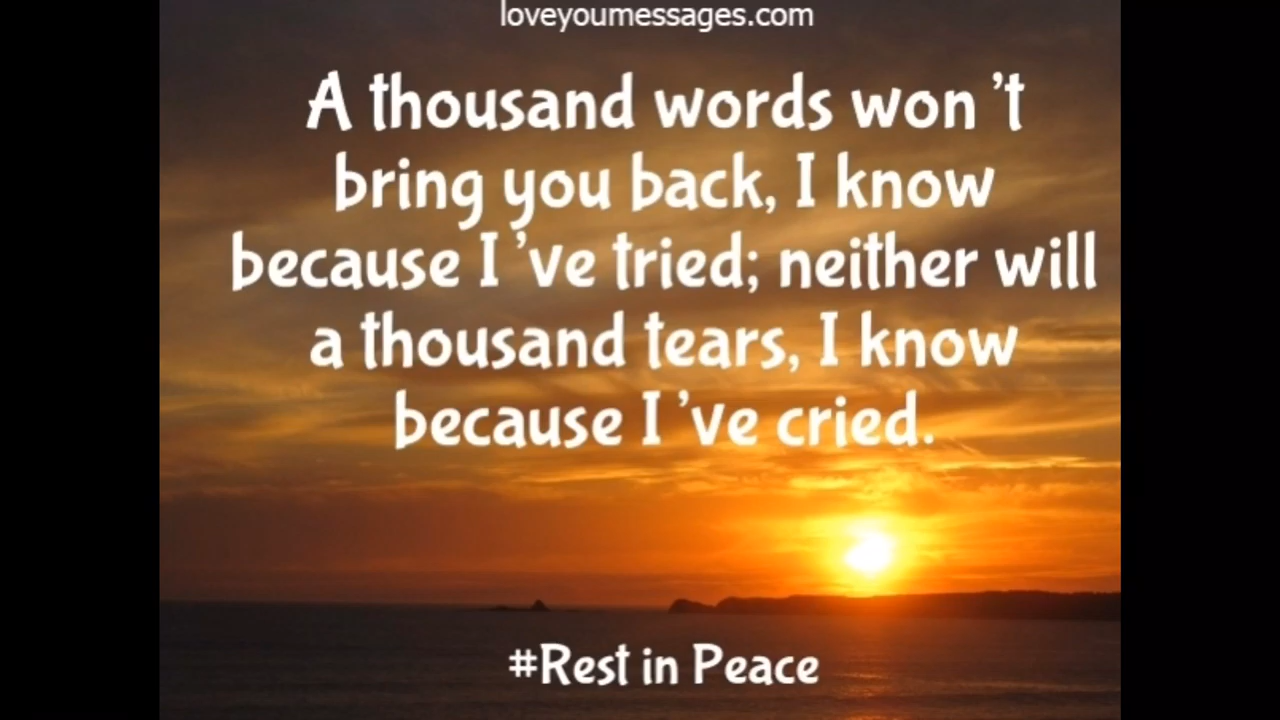 loveyoumessages.com
A thousand words won 't
bring you back, I know
because I 've tried; neither will
a thousand tears, I know
because I 've cried.
#Rest in Peace